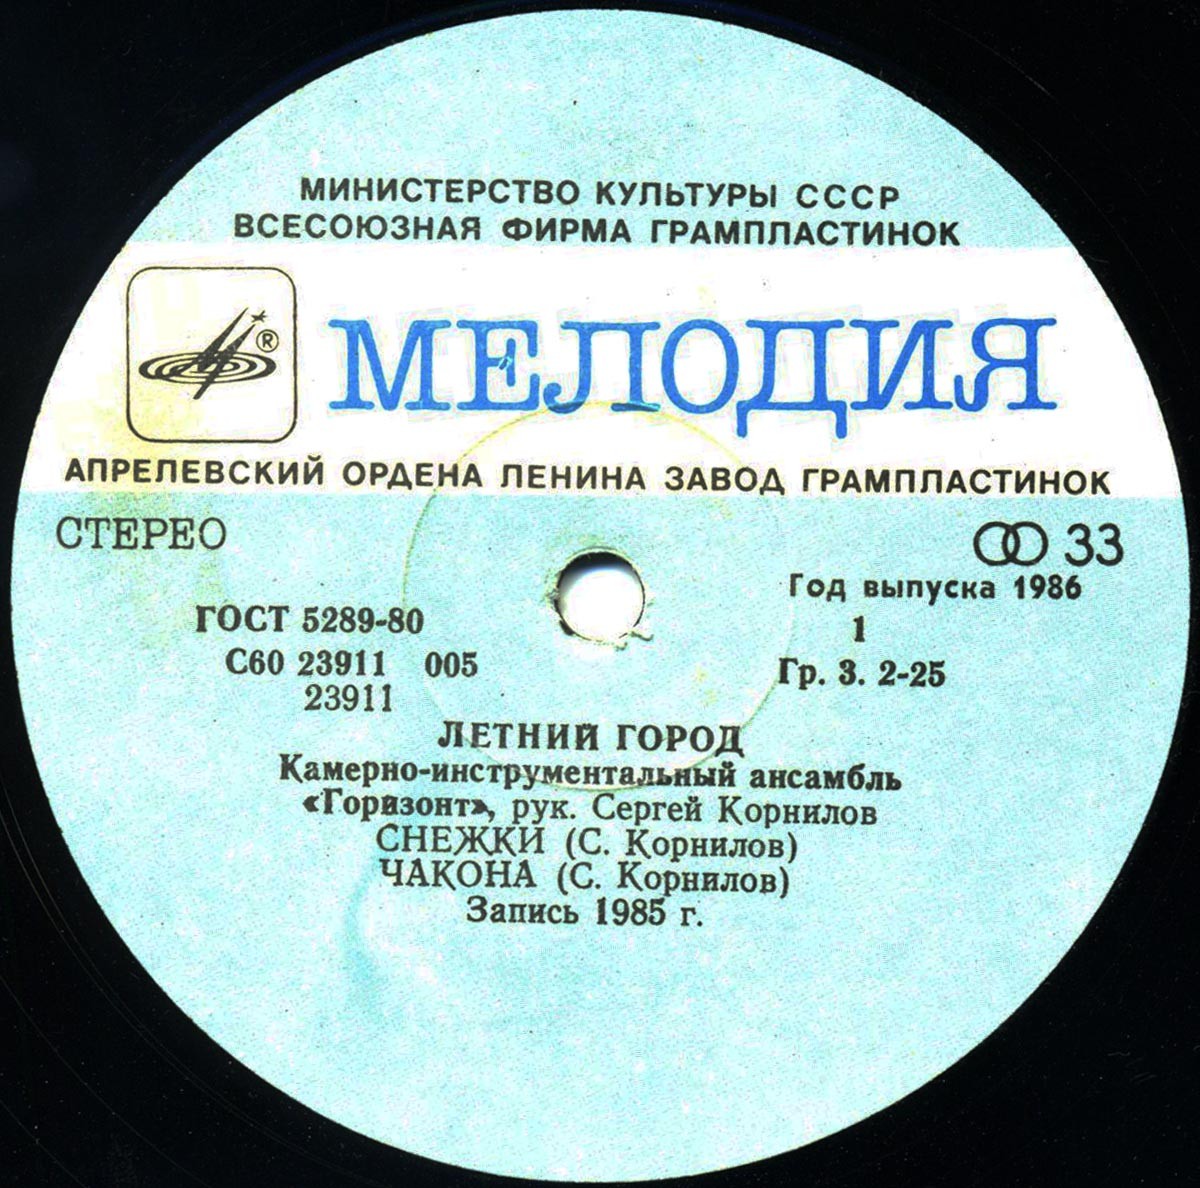 МИНИСТЕРСТВО КУЛЬТУРЫ СССР
ВСЕСОЮЗНАЯ ФИРМА ГРАМПЛАСТИНОК
®
МЕЛОДИЯ
АПРЕЛЕВСКИЙ ОРДЕНА ЛЕНИНА ЗАВОД ГРАМПЛАСТИНОК
СТЕРЕО
33
Год выпуска 1986
ГОСТ 5289-80
1
С60 23911 005
Гр. 3. 2-25
23911
ЛЕТНИЙ ГОРОД
Камерно-инструментальный ансамбль
«Горизонт», рук. Сергей Корнилов
СНЕЖКИ (С. Корнилов)
ЧАКОНА (С. Корнилов)
Запись 1985 г.